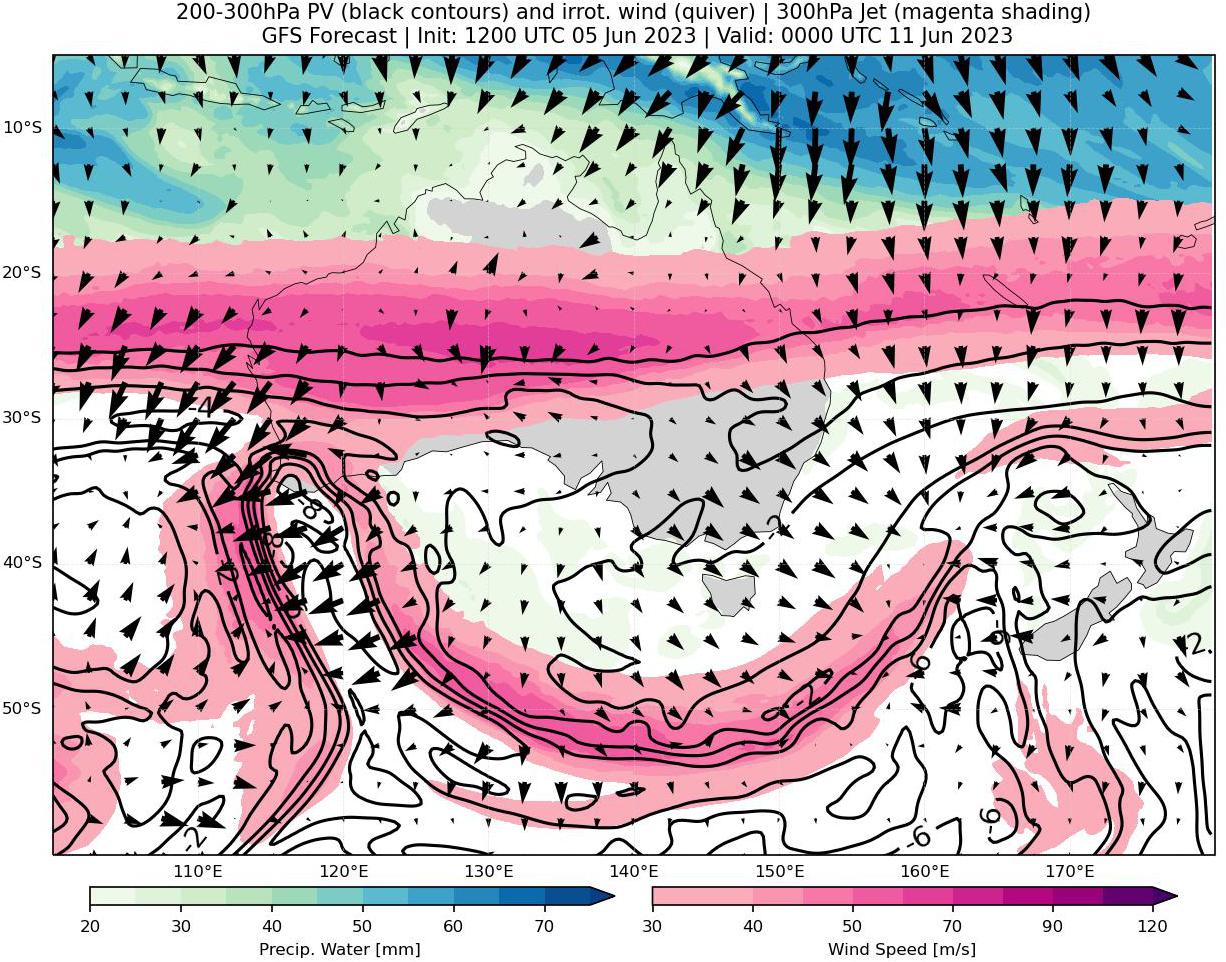 200-300hPa PV (black contours) and irrot. wind (quiver) | 300hPa Jet (magenta shading)
GFS Forecast | Init: 1200 UTC 05 Jun 2023 | Valid: 0000 UTC 11 Jun 2023
10°S
20°S
30°S
40°S
50°S
-4
-8
-8
-2
-2
-6
-6
-2.
-2
-6
-6
110°E 120°E 130°E 140°E 150°E 160°E 170°E
20 30 40 50 60 70
30 40 50 70 90 120
Precip. Water [mm] Wind Speed [m/s]